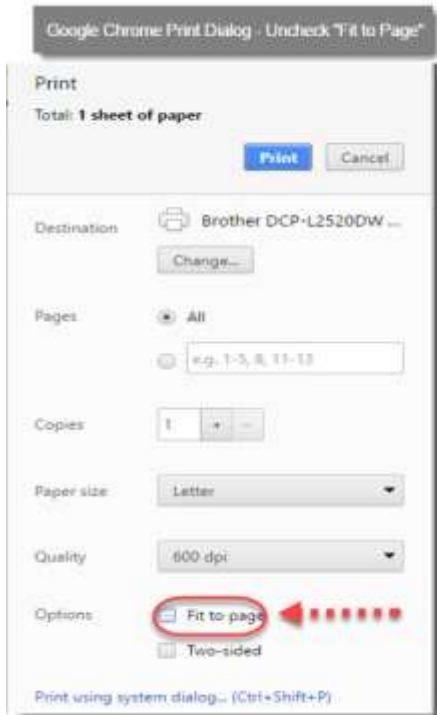 Google Chrome Print Dialog - Uncheck "Fit to Page"
Print
Total: 1 sheet of paper
Print Cancel
Destination Brother DCP-L2520DW ...
Change...
Pages All
e.g. 1-5, 8, 11-13
Copies 1 + -
Paper size Letter
Quality 600 dpi
Options Fit to page
Two-sided
Print using system dialog... (Ctrl+Shift+P)